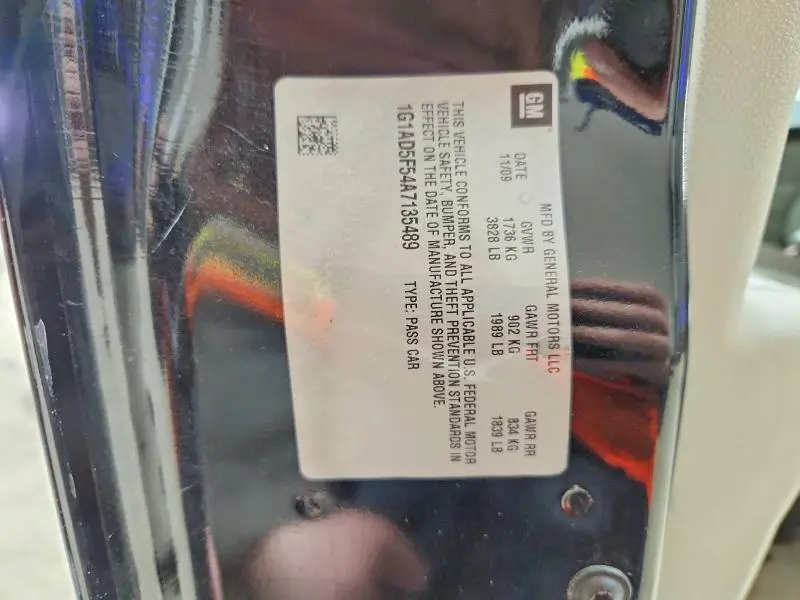 GM
MFD BY GENERAL MOTORS LLC
DATE GVWR GAWR FRT GAWR RR
11/09 1736 KG 902 KG 834 KG
3828 LB 1989 LB 1839 LB
THIS VEHICLE CONFORMS TO ALL APPLICABLE U.S. FEDERAL MOTOR
VEHICLE SAFETY, BUMPER, AND THEFT PREVENTION STANDARDS IN
EFFECT ON THE DATE OF MANUFACTURE SHOWN ABOVE.
1G1AD5F54A7135489 TYPE: PASS CAR